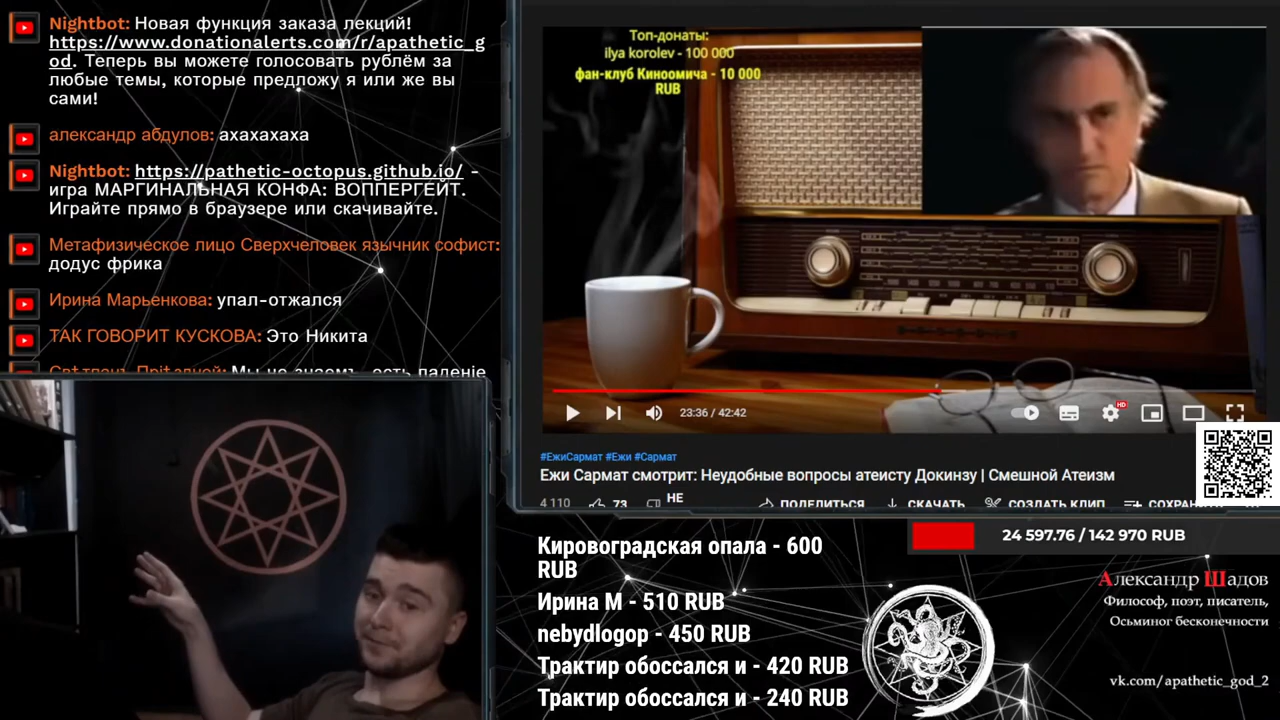 Nightbot: Новая функция заказа лекций!
https://www.donationalerts.com/r/apathetic_g
od. Теперь вы можете голосовать рублём за
любые темы, которые предложу я или же вы
сами!
александр абдулов: ахахахаха
Nightbot: https://pathetic-octopus.github.io/ -
игра МАРГИНАЛЬНАЯ КОНФА: ВОППЕРГЕЙТ.
Играйте прямо в браузере или скачивайте.
Метафизическое лицо Сверхчеловек язычник софист:
додус фрика
Ирина Марьенкова: упал-отжался
ТАК ГОВОРИТ КУСКОВА: Это Никита
Топ-донаты:
ilya korolev - 100 000
фан-клуб Киноомича - 10 000
RUB
23:36 / 42:42
HD
#ЕжиСармат #Ежи #Сармат
Ежи Сармат смотрит: Неудобные вопросы атеисту Докинзу | Смешной Атеизм
4 110
73
НЕ
ПОДЕЛИТЬСЯ
СКАЧАТЬ
СОЗДАТЬ КЛИП
Кировоградская опала - 600
RUB
Ирина М - 510 RUB
nebydlogop - 450 RUB
Трактир обоссался и - 420 RUB
Трактир обоссался и - 240 RUB
24 597.76 / 142 970 RUB
Александр Шадов
Философ, поэт, писатель,
Осьминог бесконечности
vk.com/apathetic_god_2